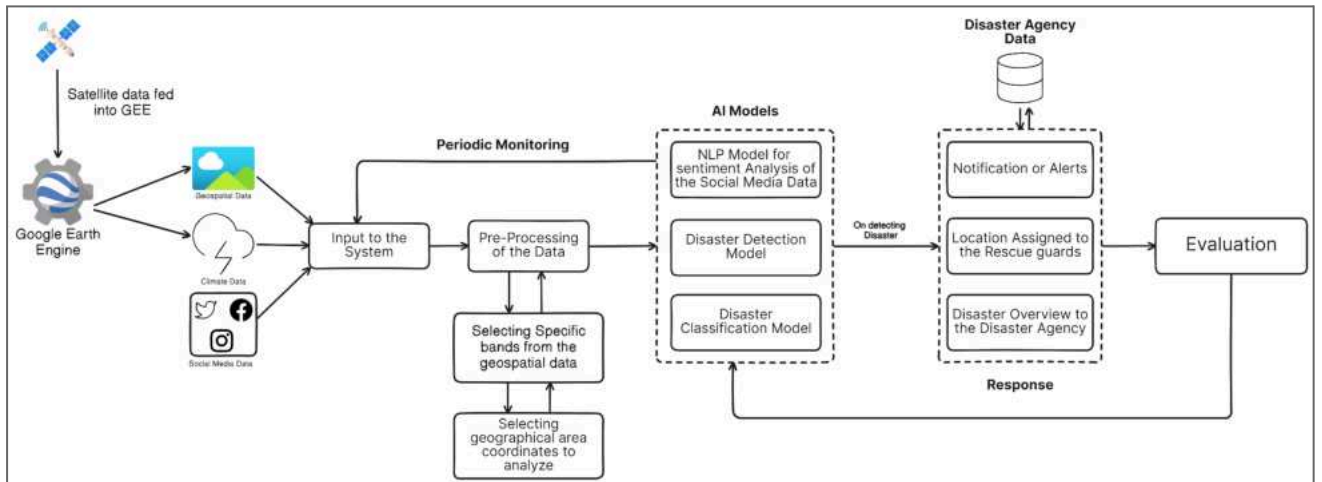 Disaster Agency
Data
Satellite data fed
into GEE
AI Models
Periodic Monitoring
Geospatial Data
Google Earth
Engine
Climate Data
Social Media Data
Input to the
System
Pre-Processing
of the Data
Selecting Specific
bands from the
geospatial data
Selecting
geographical area
coordinates to
analyze
NLP Model for
sentiment Analysis of
the Social Media Data
Disaster Detection
Model
Disaster
Classification Model
On detecting
Disaster
Notification or Alerts
Location Assigned to
the Rescue guards
Disaster Overview to
the Disaster Agency
Response
Evaluation